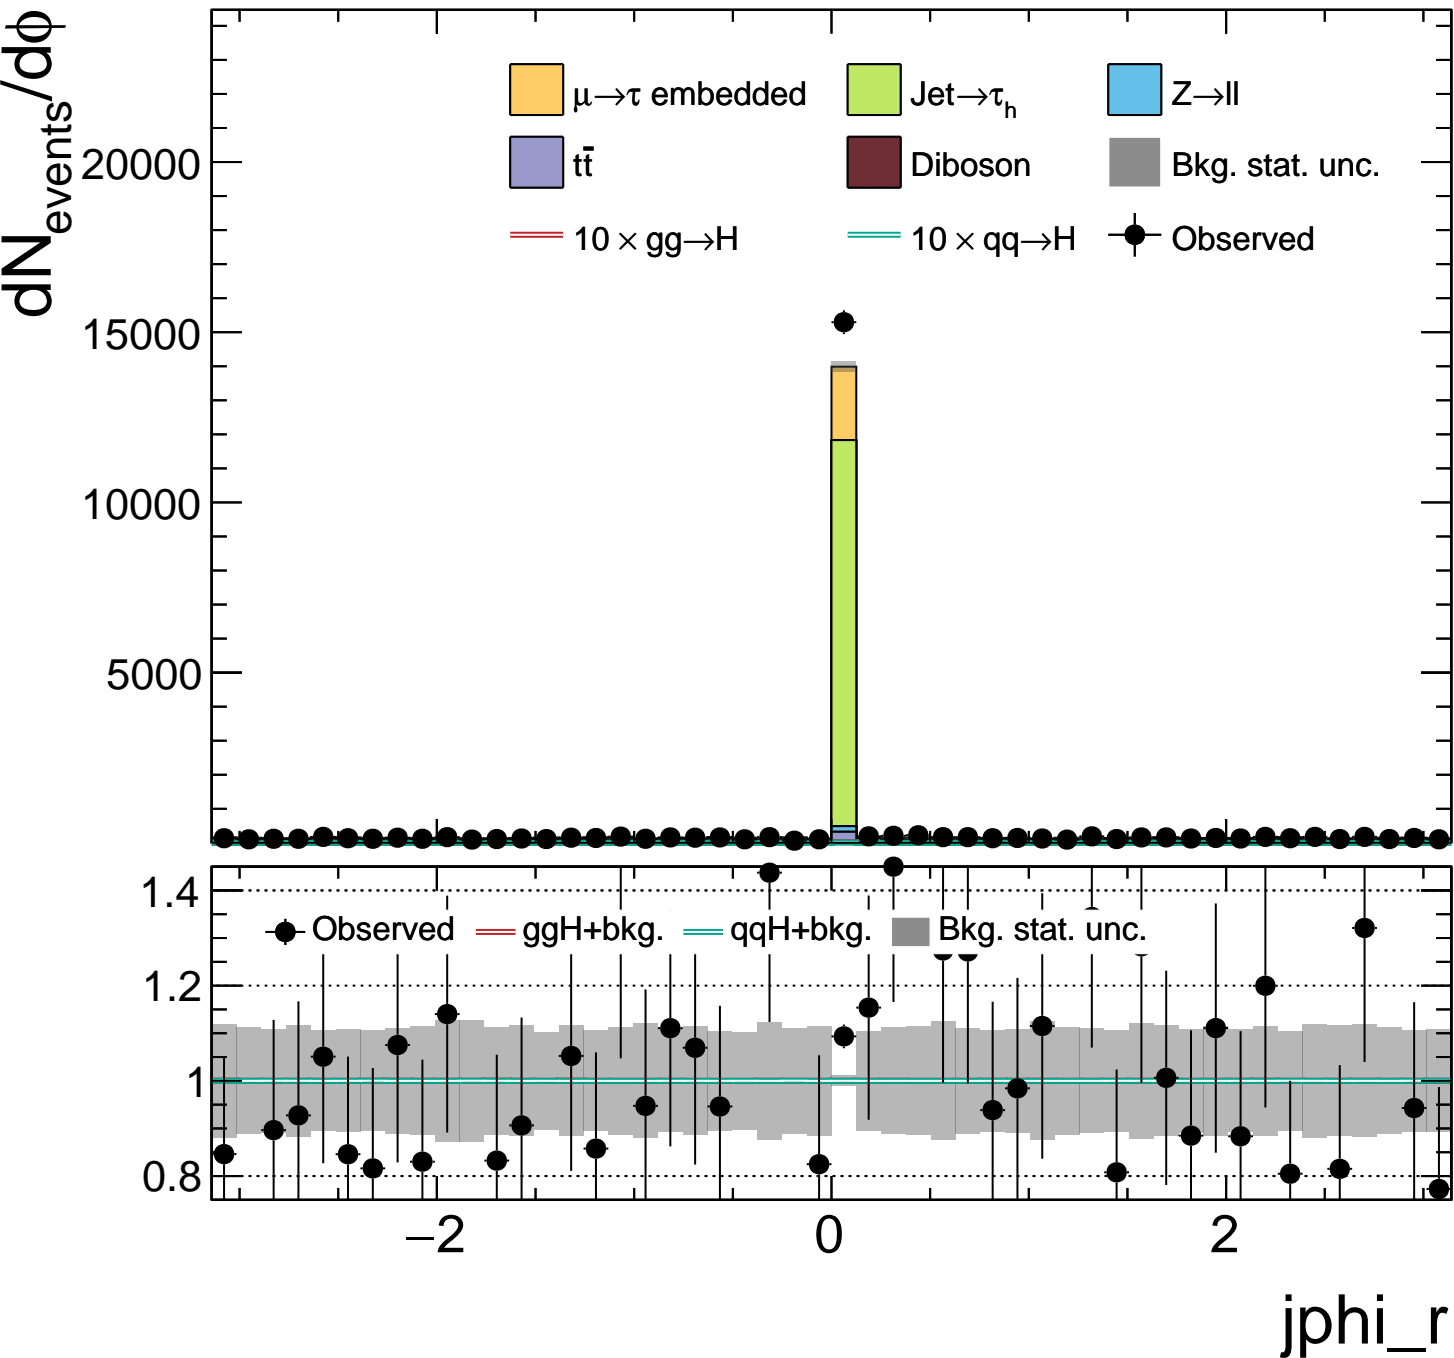 dN_events/dϕ
μ→τ embedded
Jet→τ_h
Z→ll
tt̄
Diboson
Bkg. stat. unc.
10 × gg→H
10 × qq→H
Observed
20000
15000
10000
5000
Observed
ggH+bkg.
qqH+bkg.
Bkg. stat. unc.
1.4
1.2
1
0.8
−2
0
2
jphi_r